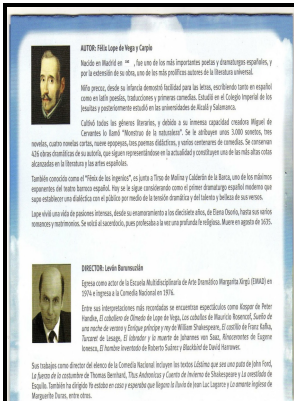 AUTOR: Félix Lope de Vega y Carpio
Nacido en Madrid en , fue uno de los más importantes poetas y dramaturgos españoles, y
por la extensión de su obra, uno de los más prolíficos autores de la literatura universal.
Niño precoz, desde su infancia demostró facilidad para las letras, escribiendo tanto en español
como en latín poesías, traducciones y primeras comedias. Estudió en el Colegio Imperial de los
Jesuitas y posteriormente estudió en las universidades de Alcalá y Salamanca.
Cultivó todos los géneros literarios, y debido a su inmensa capacidad creadora Miguel de
Cervantes lo llamó "Monstruo de la naturaleza". Se le atribuyen unos 3.000 sonetos, tres
novelas, cuatro novelas cortas, nueve epopeyas, tres poemas didácticos, y varios centenares de comedias. Se conservan
426 obras dramáticas de su autoría, que siguen representándose en la actualidad y constituyen una de las más altas cotas
alcanzadas en la literatura y las artes españolas.
También conocido como el "Fénix de los ingenios", es junto a Tirso de Molina y Calderón de la Barca, uno de los máximos
exponentes del teatro barroco español. Hoy se le sigue considerando como el primer dramaturgo español moderno que
supo establecer una dialéctica con el público por medio de la tensión dramática y del talento y belleza de sus versos.
Lope vivió una vida de pasiones intensas, desde su enamoramiento a los diecisiete años, de Elena Osorio, hasta sus varios
romances y matrimonios. Se volcó al sacerdocio, pues profesaba a la vez una profunda fe religiosa. Muere en agosto de 1635.
DIRECTOR: Levón Burunsuzián
Egresa como actor de la Escuela Multidisciplinaria de Arte Dramático Margarita Xirgú (EMAD) en
1974 e ingresa a la Comedia Nacional en 1976.
Entre sus interpretaciones más recordadas se encuentran espectáculos como Kaspar de Peter
Handke, El caballero de Olmedo de Lope de Vega, Los caballos de Mauricio Rosencof, Sueño de
una noche de verano y Enrique príncipe y rey de William Shakespeare, El castillo de Franz Kafka,
Turcaret de Lesage, El labrador y la muerte de Johannes von Saaz, Rinocerontes de Eugene
Ionesco, El hombre inventado de Roberto Suárez y Blackbird de David Harrower.
Sus trabajos como director del elenco de la Comedia Nacional incluyen los textos Lástima que sea una puta de John Ford,
La fuerza de la costumbre de Thomas Bernhard, Titus Andronicus y Cuento de Invierno de Shakespeare y La orestíada de
Esquilo. También ha dirigido Yo estaba en casa y esperaba que llegara la lluvia de Jean Luc Lagarce y La amante inglesa de
Marguerite Duras, entre otros.